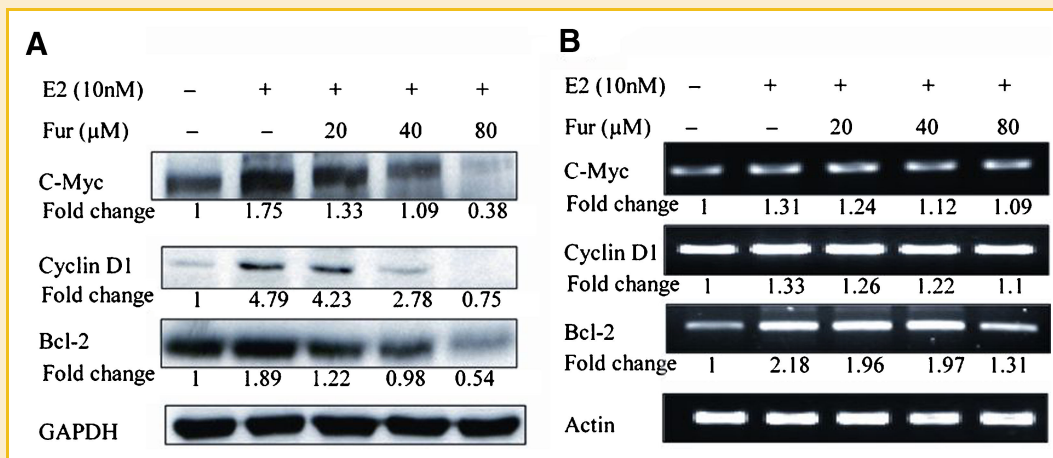 A
E2 (10nM) – + + + +
Fur (µM) – – 20 40 80
C-Myc
Fold change 1 1.75 1.33 1.09 0.38
Cyclin D1
Fold change 1 4.79 4.23 2.78 0.75
Bcl-2
Fold change 1 1.89 1.22 0.98 0.54
GAPDH
B
E2 (10nM) – + + + +
Fur (µM) – – 20 40 80
C-Myc
Fold change 1 1.31 1.24 1.12 1.09
Cyclin D1
Fold change 1 1.33 1.26 1.22 1.1
Bcl-2
Fold change 1 2.18 1.96 1.97 1.31
Actin